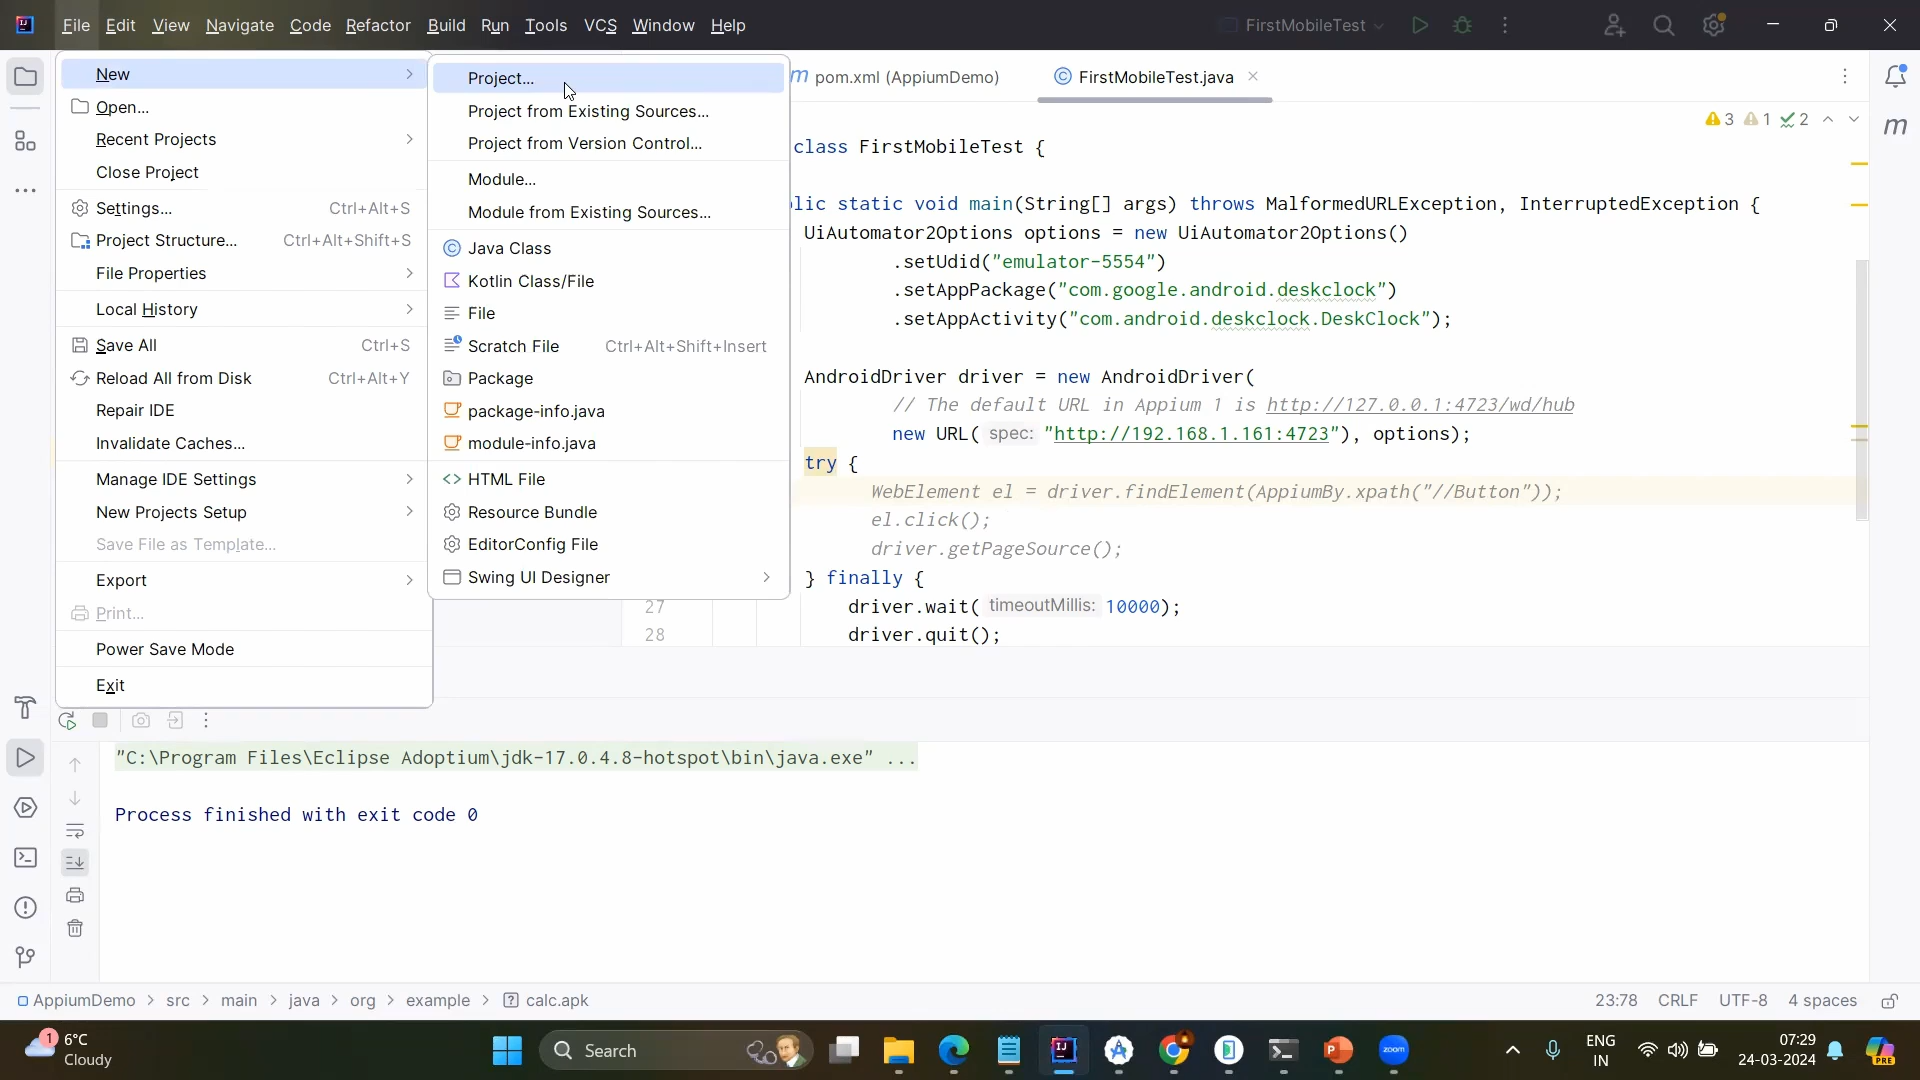 File Edit View Navigate Code Refactor Build Run Tools VCS Window Help FirstMobileTest
New
Open...
Recent Projects
Close Project
Settings... Ctrl+Alt+S
Project Structure... Ctrl+Alt+Shift+S
File Properties
Local History
Save All Ctrl+S
Reload All from Disk Ctrl+Alt+Y
Repair IDE
Invalidate Caches...
Manage IDE Settings
New Projects Setup
Save File as Template...
Export
Print...
Power Save Mode
Exit
Project...
Project from Existing Sources...
Project from Version Control...
Module...
Module from Existing Sources...
Java Class
Kotlin Class/File
File
Scratch File Ctrl+Alt+Shift+Insert
Package
package-info.java
module-info.java
HTML File
Resource Bundle
EditorConfig File
Swing UI Designer
m pom.xml (AppiumDemo) FirstMobileTest.java
3 1 2
class FirstMobileTest {
lic static void main(String[] args) throws MalformedURLException, InterruptedException {
UiAutomator2Options options = new UiAutomator2Options()
.setUdid("emulator-5554")
.setAppPackage("com.google.android.deskclock")
.setAppActivity("com.android.deskclock.DeskClock");
AndroidDriver driver = new AndroidDriver(
// The default URL in Appium 1 is http://127.0.0.1:4723/wd/hub
new URL( spec: "http://192.168.1.161:4723"), options);
try {
WebElement el = driver.findElement(AppiumBy.xpath("//Button"));
el.click();
driver.getPageSource();
} finally {
27 driver.wait( timeoutMillis: 10000);
28 driver.quit();
"C:\Program Files\Eclipse Adoptium\jdk-17.0.4.8-hotspot\bin\java.exe" ...
Process finished with exit code 0
AppiumDemo > src > main > java > org > example > calc.apk 23:78 CRLF UTF-8 4 spaces
1 6°C
Cloudy
Search
zoom
ENG
IN
07:29
24-03-2024
PRE